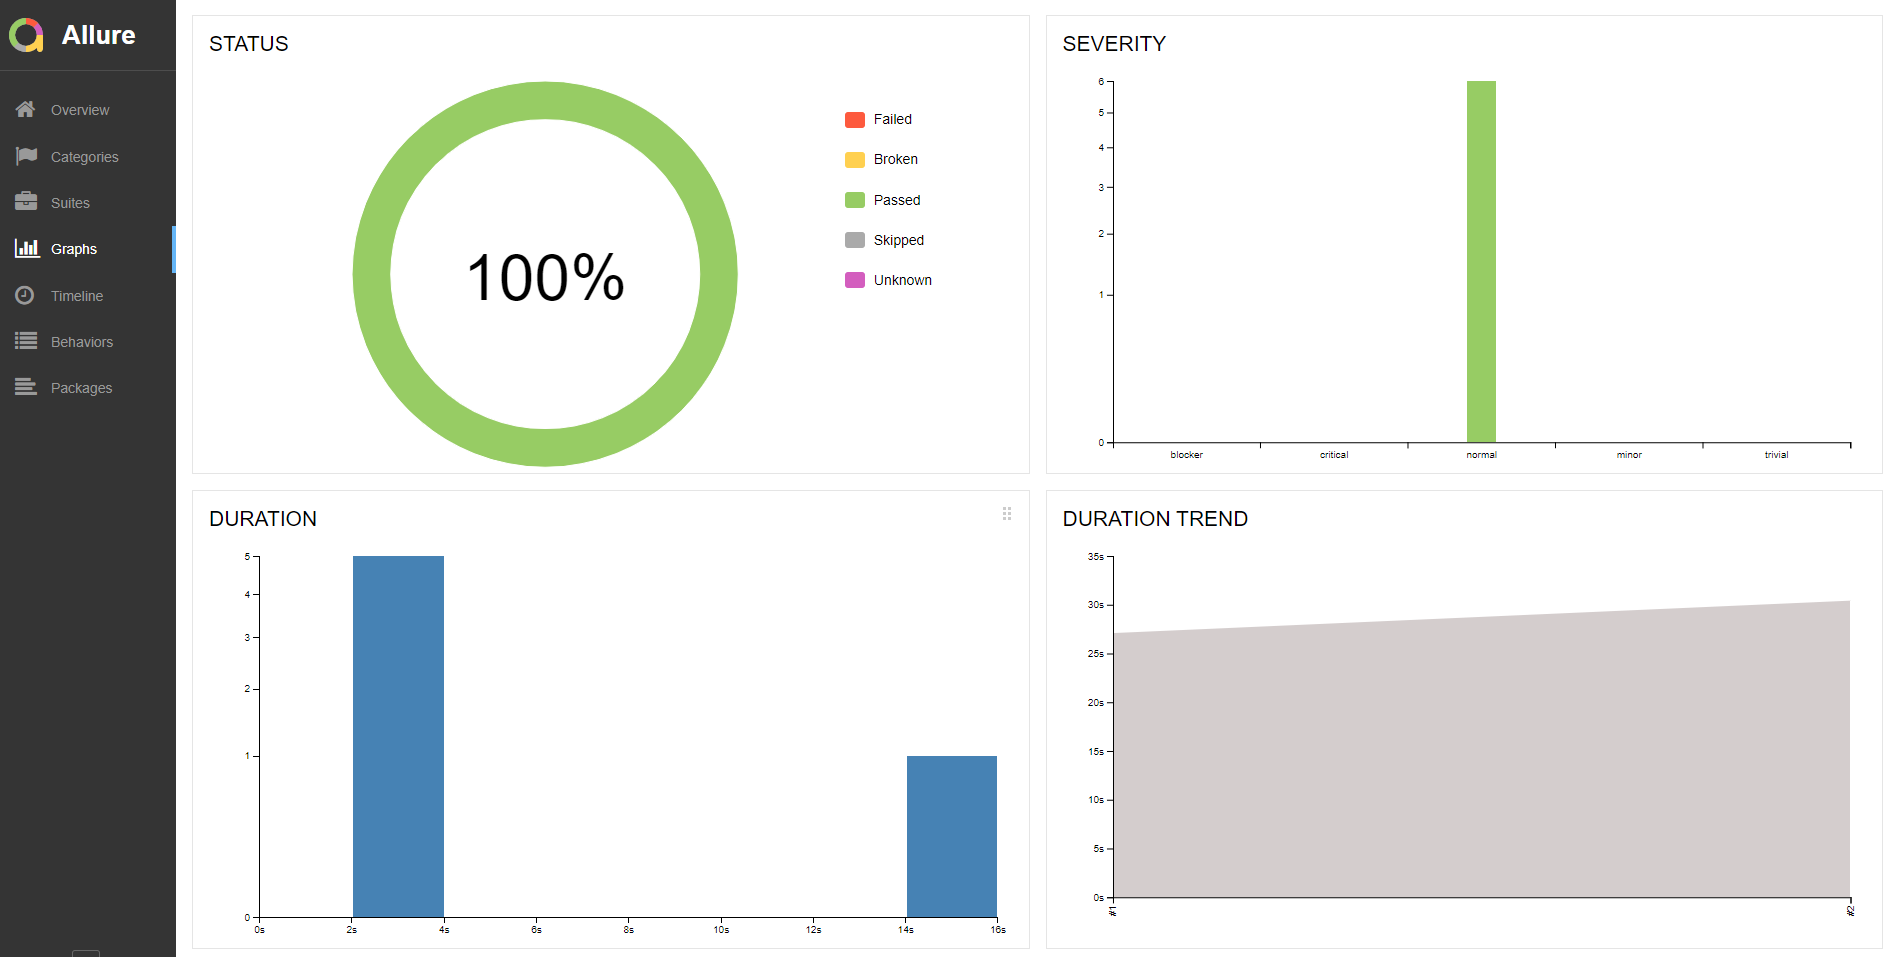 Allure
Overview
Categories
Suites
Graphs
Timeline
Behaviors
Packages
STATUS
100%
Failed
Broken
Passed
Skipped
Unknown
SEVERITY
6
5
4
3
2
1
0
blocker critical normal minor trivial
DURATION
5
4
3
2
1
0
0s 2s 4s 6s 8s 10s 12s 14s 16s
DURATION TREND
35s
30s
25s
20s
15s
10s
5s
0s
#1 #2